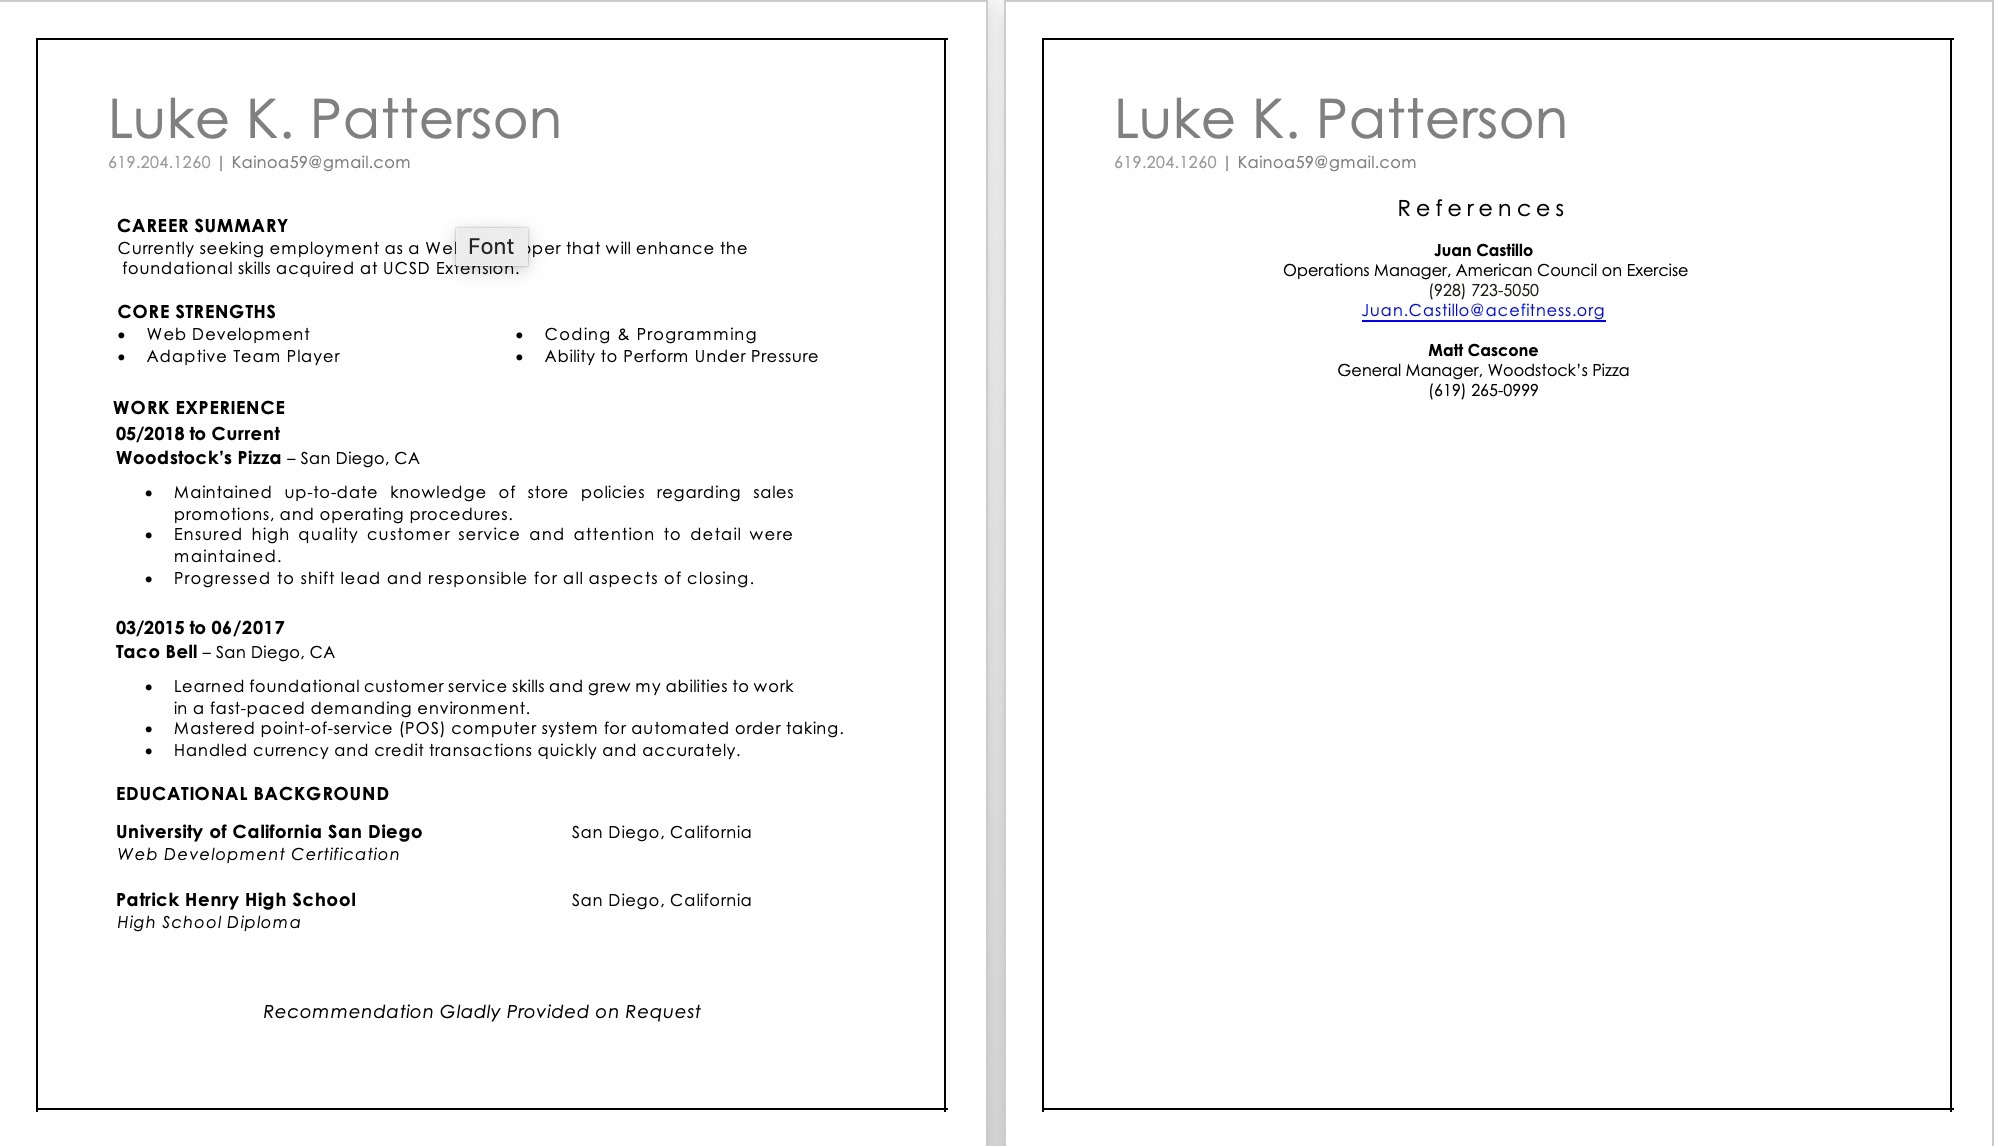 Luke K. Patterson
619.204.1260 | Kainoa59@gmail.com
CAREER SUMMARY
Currently seeking employment as a We per that will enhance the
foundational skills acquired at UCSD Extension.
Font
CORE STRENGTHS
• Web Development • Coding & Programming
• Adaptive Team Player • Ability to Perform Under Pressure
WORK EXPERIENCE
05/2018 to Current
Woodstock’s Pizza – San Diego, CA
• Maintained up-to-date knowledge of store policies regarding sales
promotions, and operating procedures.
• Ensured high quality customer service and attention to detail were
maintained.
• Progressed to shift lead and responsible for all aspects of closing.
03/2015 to 06/2017
Taco Bell – San Diego, CA
• Learned foundational customer service skills and grew my abilities to work
in a fast-paced demanding environment.
• Mastered point-of-service (POS) computer system for automated order taking.
• Handled currency and credit transactions quickly and accurately.
EDUCATIONAL BACKGROUND
University of California San Diego San Diego, California
Web Development Certification
Patrick Henry High School San Diego, California
High School Diploma
Recommendation Gladly Provided on Request
Luke K. Patterson
619.204.1260 | Kainoa59@gmail.com
References
Juan Castillo
Operations Manager, American Council on Exercise
(928) 723-5050
Juan.Castillo@acefitness.org
Matt Cascone
General Manager, Woodstock’s Pizza
(619) 265-0999